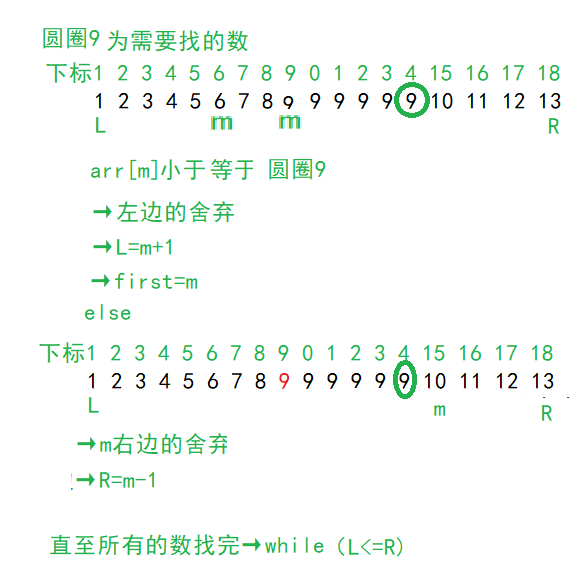 圆圈9 为需要找的数
下标1 2 3 4 5 6 7 8 9 0 1 2 3 4 15 16 17 18
1 2 3 4 5 6 7 8 9 9 9 9 9 9 10 11 12 13
L m m R
arr[m]小于等于 圆圈9
→左边的舍弃
→L=m+1
→first=m
else
下标1 2 3 4 5 6 7 8 9 0 1 2 3 4 15 16 17 18
1 2 3 4 5 6 7 8 9 9 9 9 9 9 10 11 12 13
L m R
→m右边的舍弃
→R=m-1
直至所有的数找完→while（L<=R）